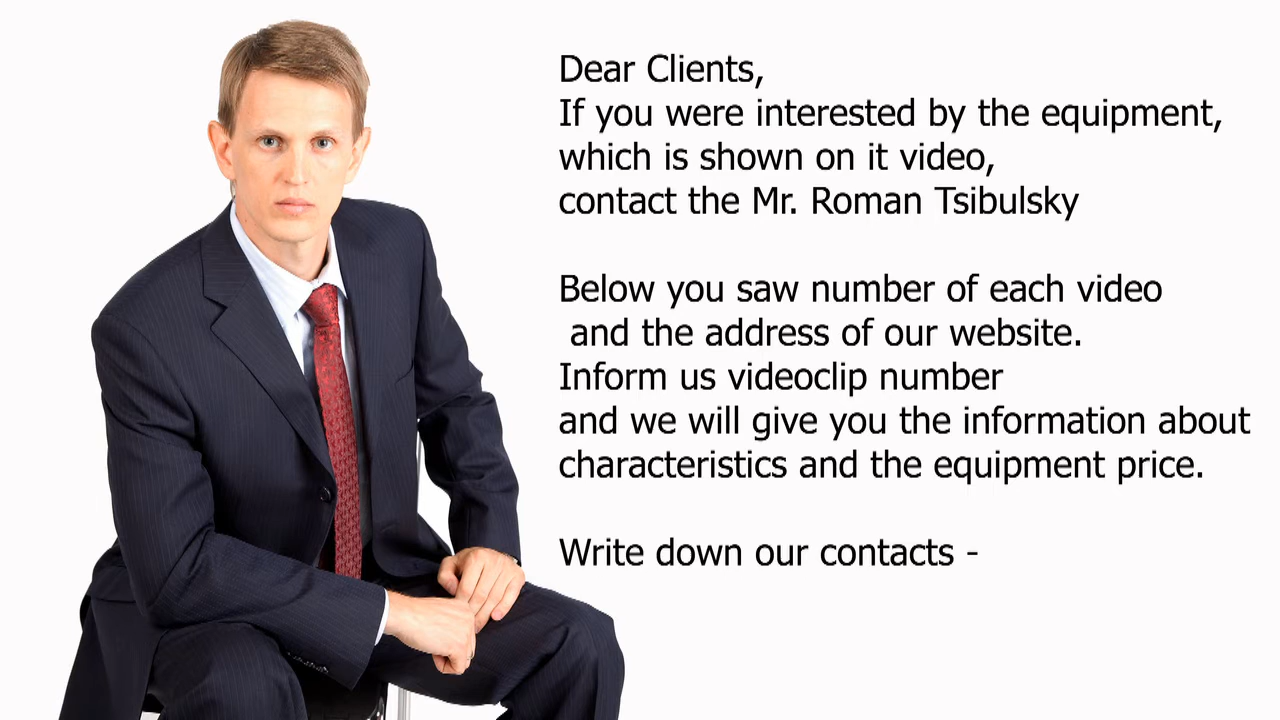 Dear Clients,
If you were interested by the equipment,
which is shown on it video,
contact the Mr. Roman Tsibulsky
Below you saw number of each video
and the address of our website.
Inform us videoclip number
and we will give you the information about
characteristics and the equipment price.
Write down our contacts -